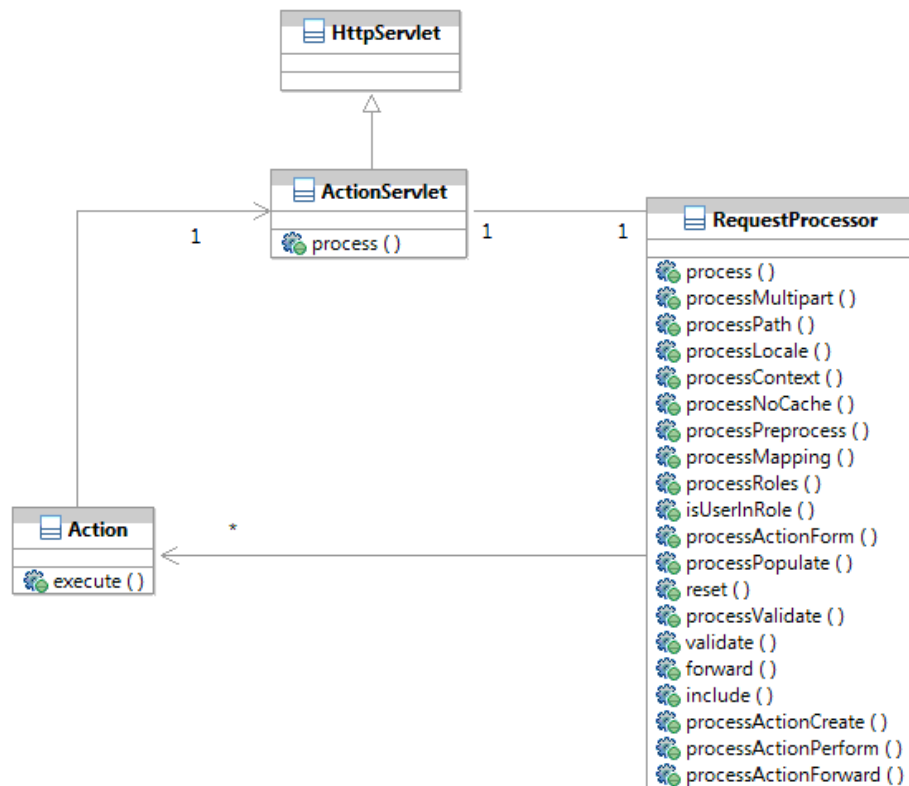 HttpServlet
ActionServlet
process ( )
1
1
1
RequestProcessor
process ( )
processMultipart ( )
processPath ( )
processLocale ( )
processContext ( )
processNoCache ( )
processPreprocess ( )
processMapping ( )
processRoles ( )
isUserInRole ( )
processActionForm ( )
processPopulate ( )
reset ( )
processValidate ( )
validate ( )
forward ( )
include ( )
processActionCreate ( )
processActionPerform ( )
processActionForward ( )
Action
execute ( )
*